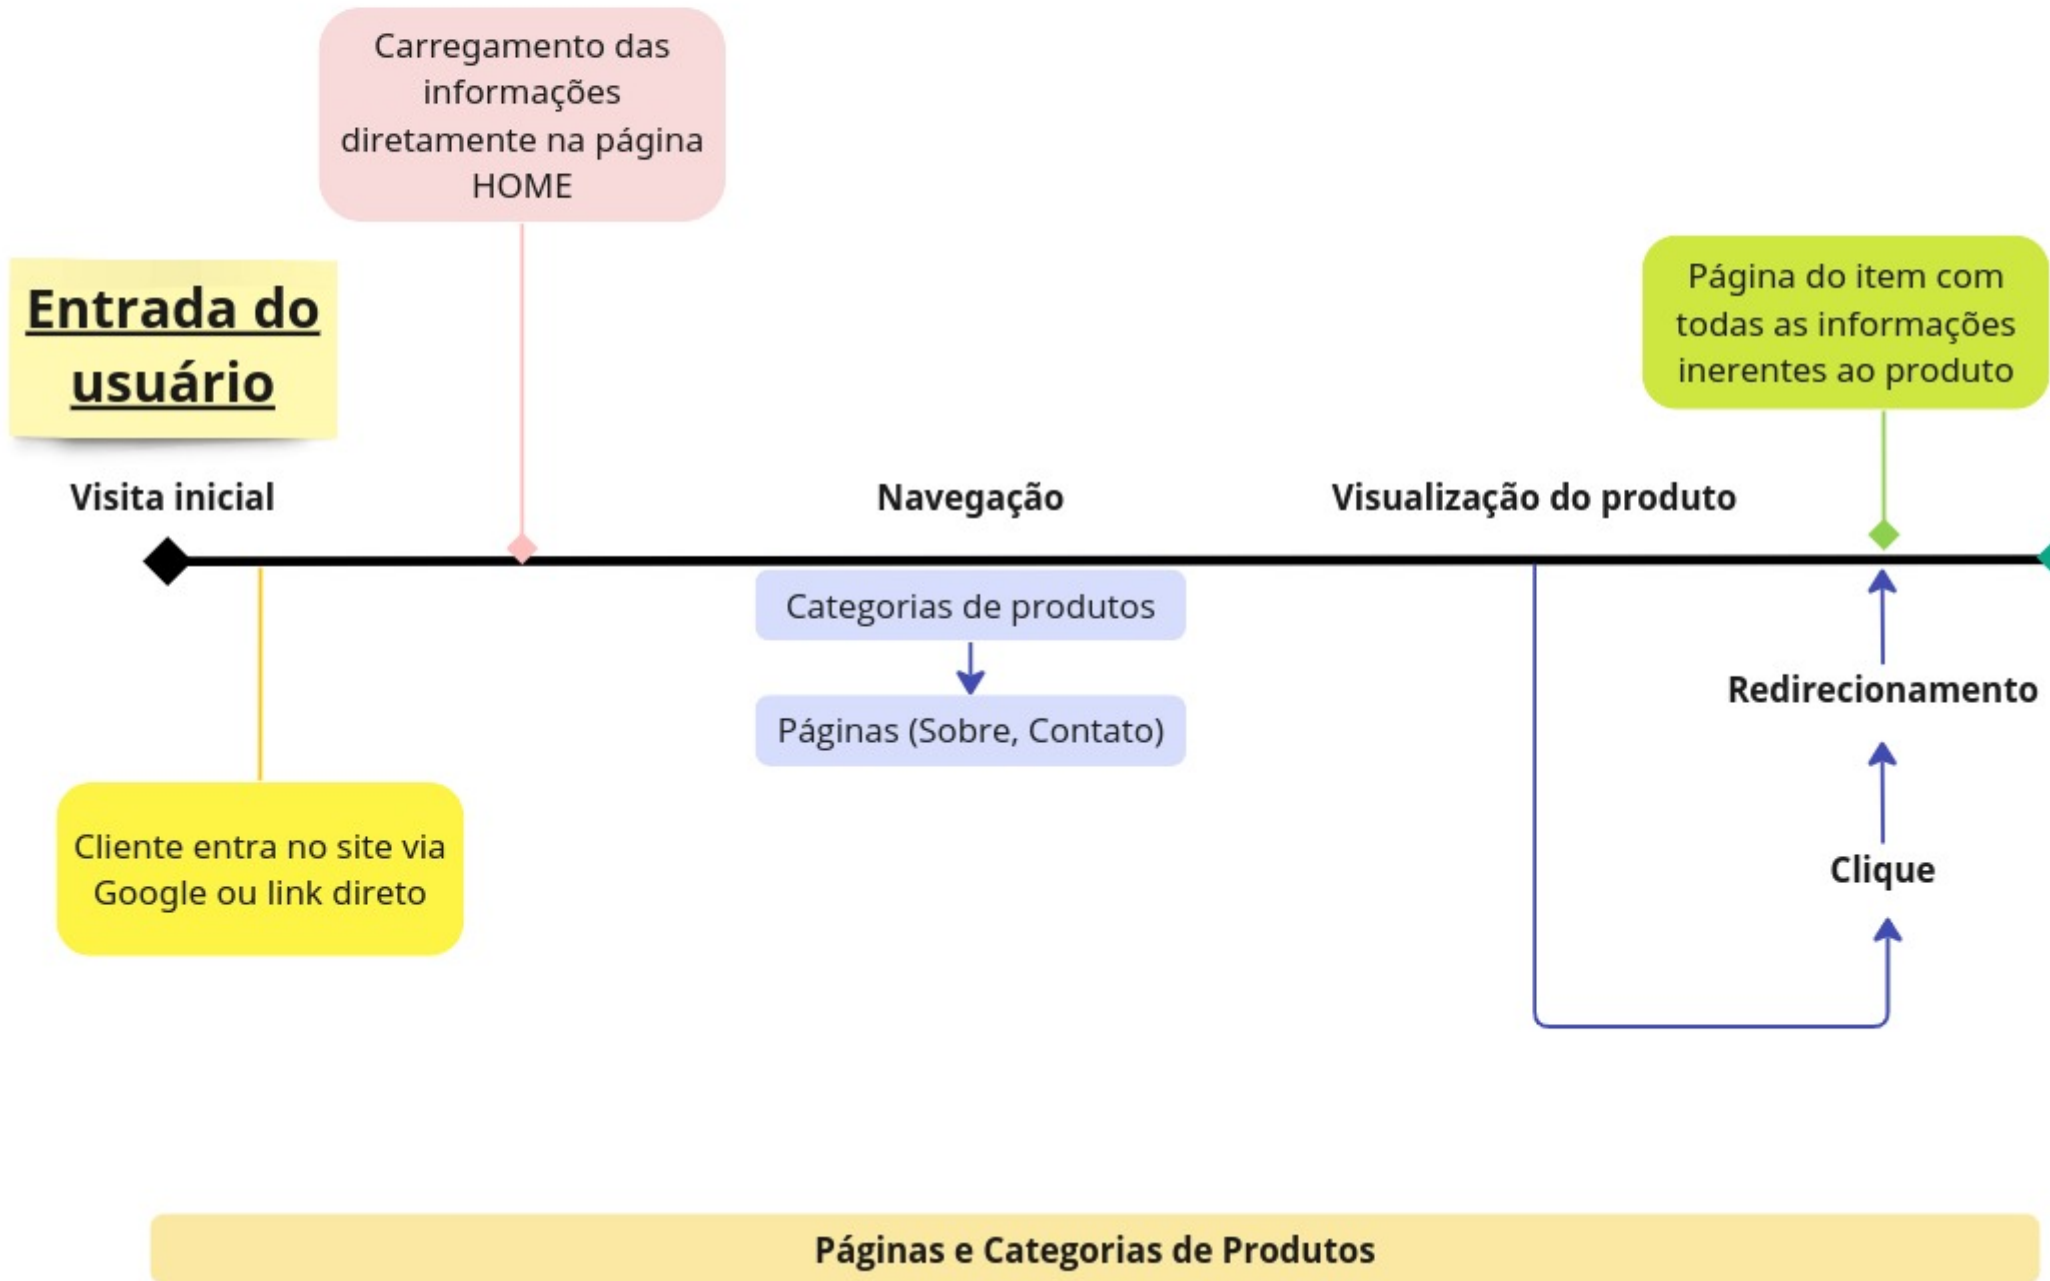 Carregamento das
informações
diretamente na página
HOME
Entrada do
usuário
Página do item com
todas as informações
inerentes ao produto
Visita inicial
Navegação
Visualização do produto
Categorias de produtos
Páginas (Sobre, Contato)
Redirecionamento
Clique
Cliente entra no site via
Google ou link direto
Páginas e Categorias de Produtos